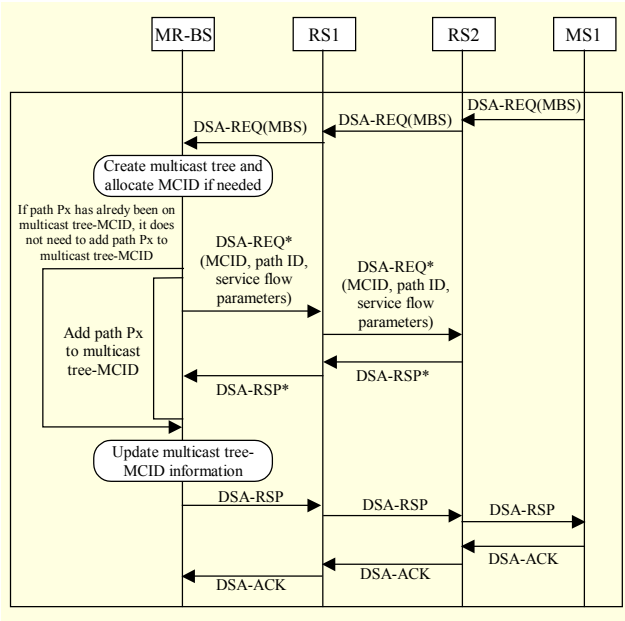 MR-BS
RS1
RS2
MS1
DSA-REQ(MBS)
DSA-REQ(MBS)
DSA-REQ(MBS)
Create multicast tree and
allocate MCID if needed
If path Px has alredy been on
multicast tree-MCID, it does
not need to add path Px to
multicast tree-MCID
DSA-REQ*
(MCID, path ID,
service flow
parameters)
DSA-REQ*
(MCID, path ID,
service flow
parameters)
Add path Px
to multicast
tree-MCID
DSA-RSP*
DSA-RSP*
Update multicast tree-
MCID information
DSA-RSP
DSA-RSP
DSA-RSP
DSA-ACK
DSA-ACK
DSA-ACK